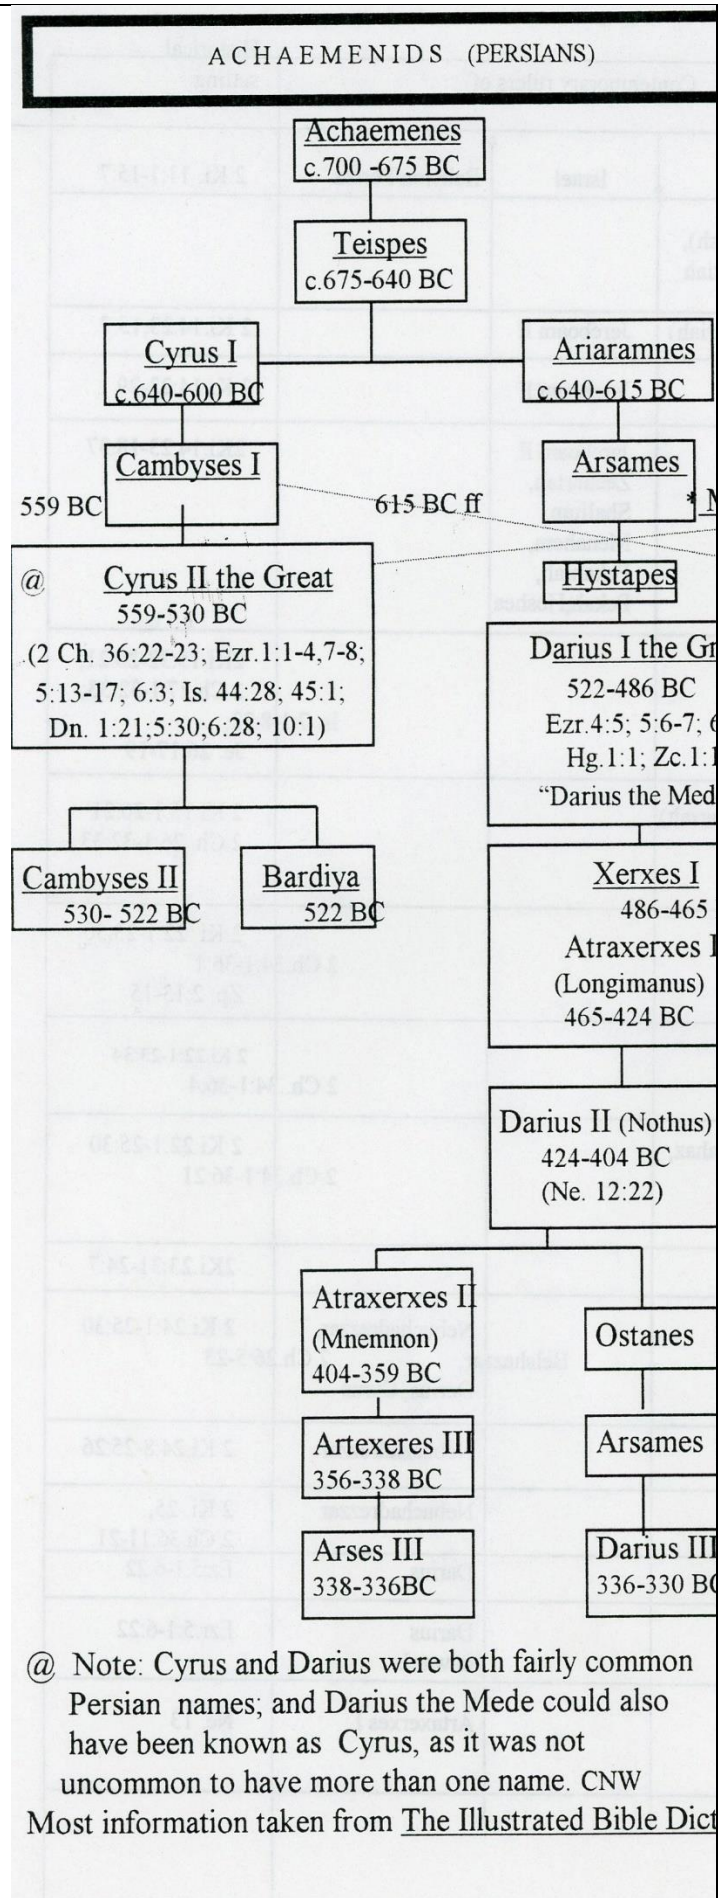 ACHAEMENIDS (PERSIANS)
Achaemenes
c.700 -675 BC
Teispes
c.675-640 BC
Cyrus I
c.640-600 BC
Ariaramnes
c.640-615 BC
Cambyses I
Arsames
559 BC
615 BC ff
*
Hystapes
@ Cyrus II the Great
559-530 BC
(2 Ch. 36:22-23; Ezr.1:1-4,7-8;
5:13-17; 6:3; Is. 44:28; 45:1;
Dn. 1:21;5:30;6:28; 10:1)
Darius I the Gr
522-486 BC
Ezr.4:5; 5:6-7; 6
Hg.1:1; Zc.1:1
“Darius the Med
Cambyses II
530- 522 BC
Bardiya
522 BC
Xerxes I
486-465
Atraxerxes I
(Longimanus)
465-424 BC
Darius II (Nothus)
424-404 BC
(Ne. 12:22)
Atraxerxes II
(Mnemnon)
404-359 BC
Ostanes
Artexeres III
356-338 BC
Arsames
Arses III
338-336BC
Darius III
336-330 BC
@ Note: Cyrus and Darius were both fairly common
Persian names; and Darius the Mede could also
have been known as Cyrus, as it was not
uncommon to have more than one name. CNW
Most information taken from The Illustrated Bible Dict